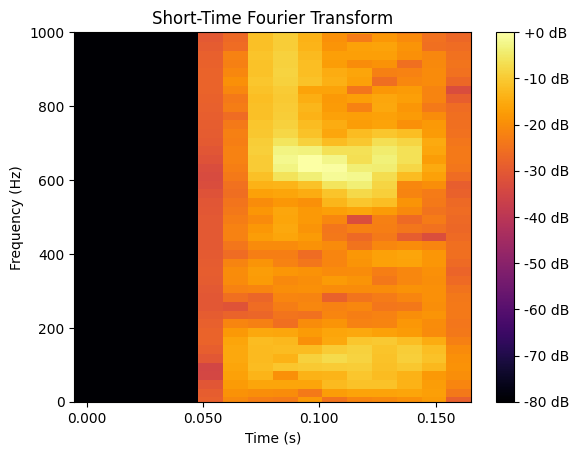 Short-Time Fourier Transform
Frequency (Hz)
1000
800
600
400
200
0
0.000
0.050
0.100
0.150
Time (s)
+0 dB
-10 dB
-20 dB
-30 dB
-40 dB
-50 dB
-60 dB
-70 dB
-80 dB